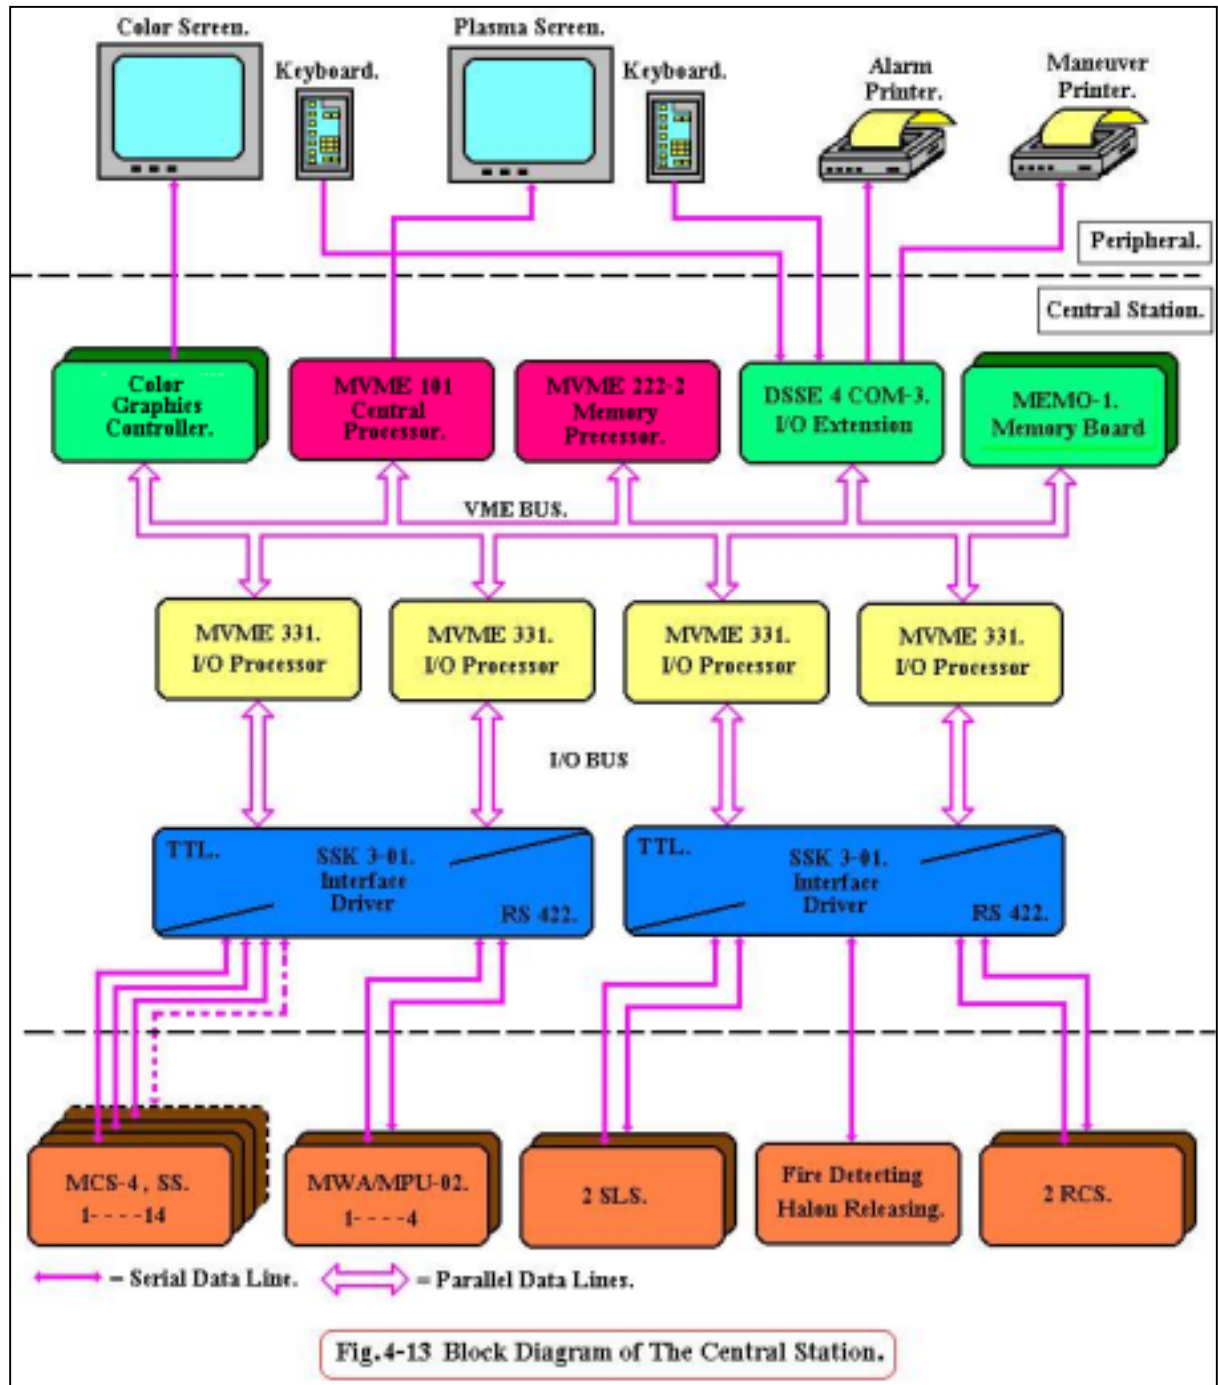 Color Screen.
Plasma Screen.
Keyboard.
Keyboard.
Alarm
Printer.
Maneuver
Printer.
Peripheral.
Central Station.
Color
Graphics
Controller.
MVME 101
Central
Processor.
MVME 222-2
Memory
Precessor.
DSSE 4 COM-3.
I/O Extension
MEMO-1.
Memory Board
VME BUS.
MVME 331.
I/O Processor
MVME 331.
I/O Processor
MVME 331.
I/O Processor
MVME 331.
I/O Processor
I/O BUS
TTL.
SSK 3-01.
Interface
Driver
RS 422.
TTL.
SSK 3-01.
Interface
Driver
RS 422.
MCS-4, SS.
1----14
MWA/MPU-02.
1----4
2 SLS.
Fire Detecting
Halon Releasing.
2 RCS.
= Serial Data Line.
= Parallel Data Lines.
Fig.4-13 Block Diagram of The Central Station.